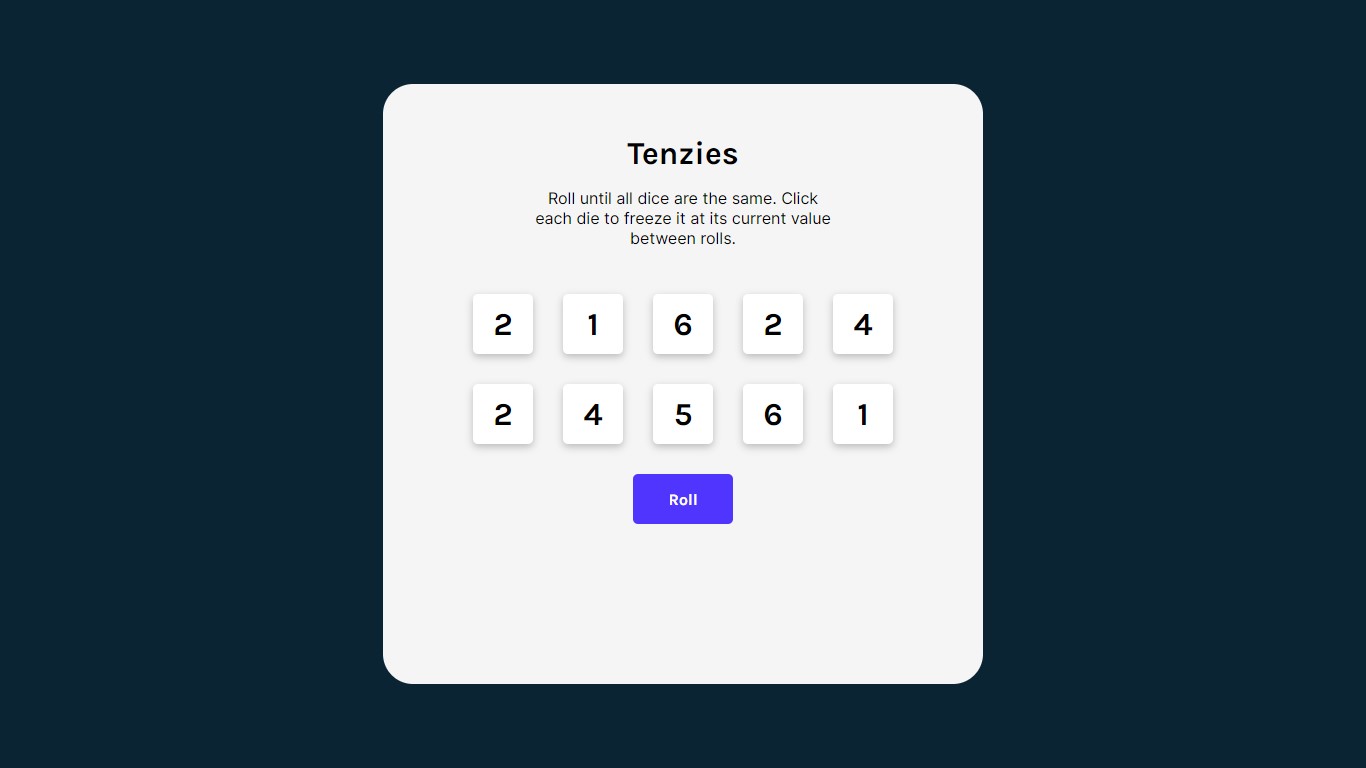 Tenzies
Roll until all dice are the same. Click
each die to freeze it at its current value
between rolls.
2 1 6 2 4
2 4 5 6 1
Roll